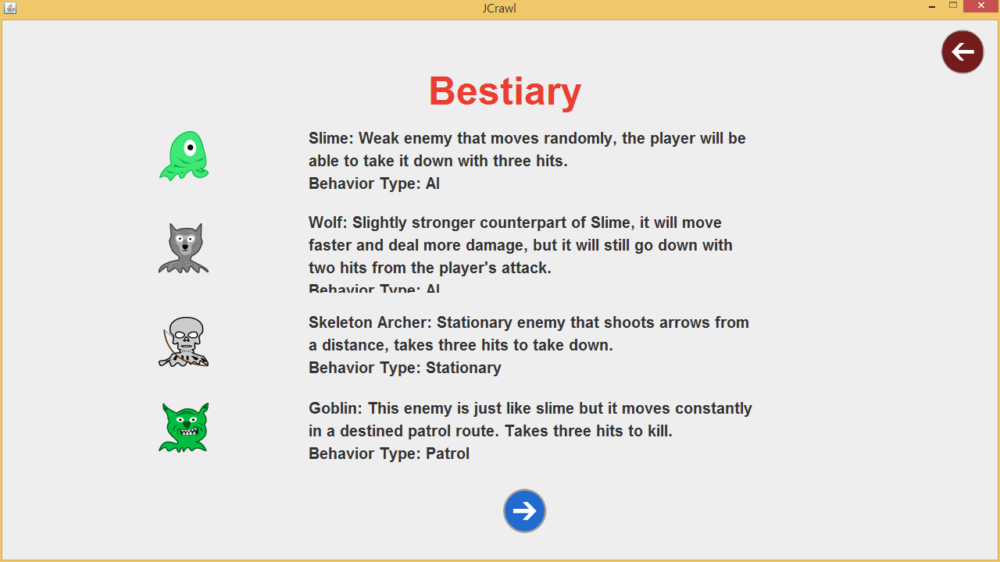 JCrawl
Bestiary
Slime: Weak enemy that moves randomly, the player will be
able to take it down with three hits.
Behavior Type: AI
Wolf: Slightly stronger counterpart of Slime, it will move
faster and deal more damage, but it will still go down with
two hits from the player's attack.
Behavior Type: AI
Skeleton Archer: Stationary enemy that shoots arrows from
a distance, takes three hits to take down.
Behavior Type: Stationary
Goblin: This enemy is just like slime but it moves constantly
in a destined patrol route. Takes three hits to kill.
Behavior Type: Patrol